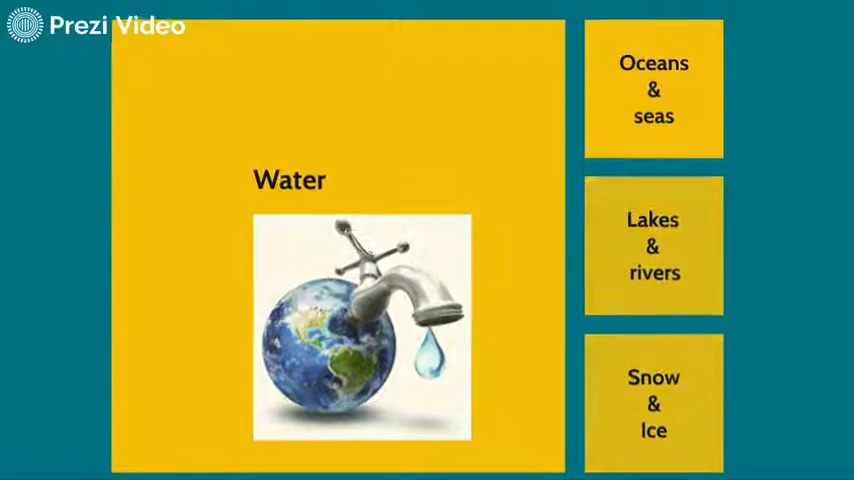 Prezi Video
Water
Oceans
&
seas
Lakes
&
rivers
Snow
&
Ice